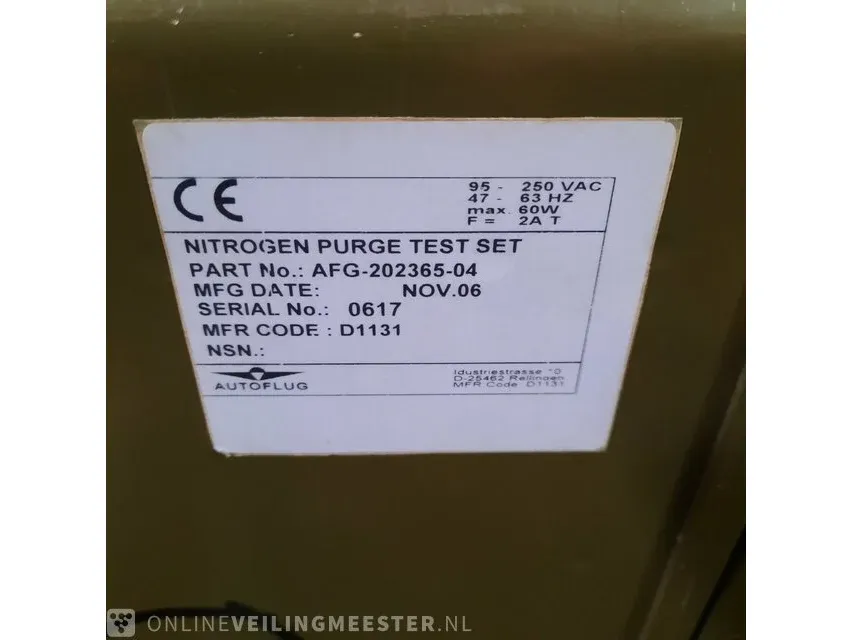 CE
95 - 250 VAC
47 - 63 HZ
max. 60W
F = 2A T
NITROGEN PURGE TEST SET
PART No.: AFG-202365-04
MFG DATE: NOV.06
SERIAL No.: 0617
MFR CODE : D1131
NSN.:
AUTOFLUG
Idustriestrasse 10
D-25462 Rellingen
MFR Code D1131
ONLINEVEILINGMEESTER.NL